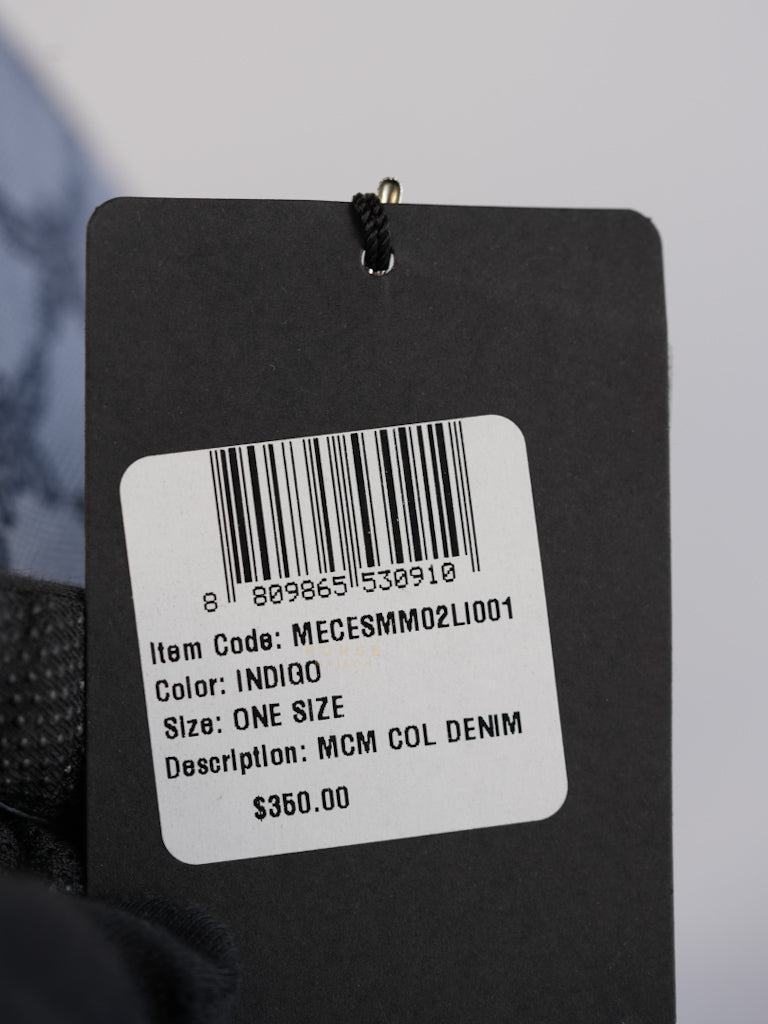 8 809865 530910
Item Code: MECESMM02LI001
Color: INDIGO
Size: ONE SIZE
Description: MCM COL DENIM
$350.00